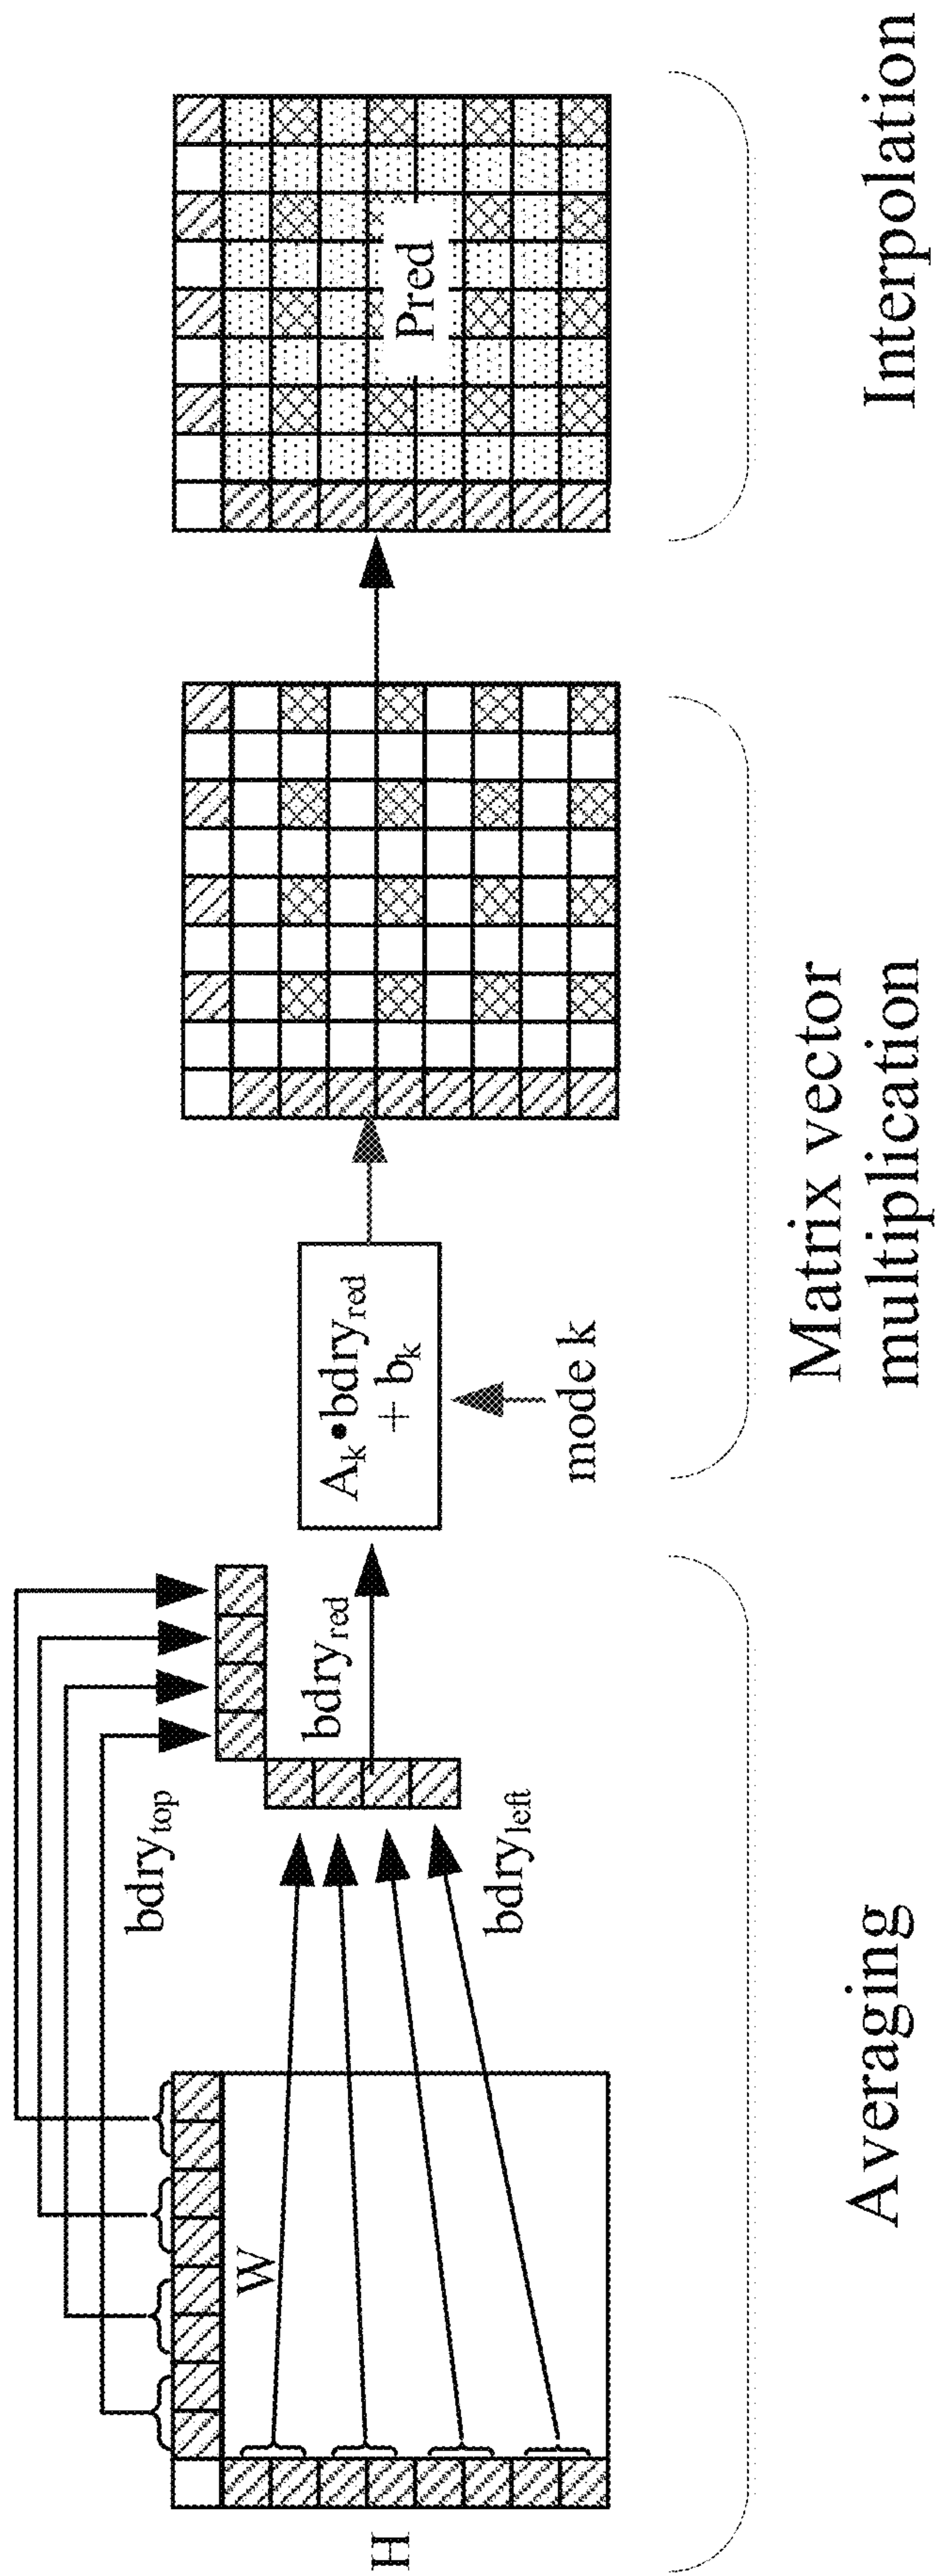 H
W
bdry_top
bdry_left
bdry_red
A_k•bdry_red
+ b_k
mode k
Pred
Averaging
Matrix vector
multiplication
Interpolation